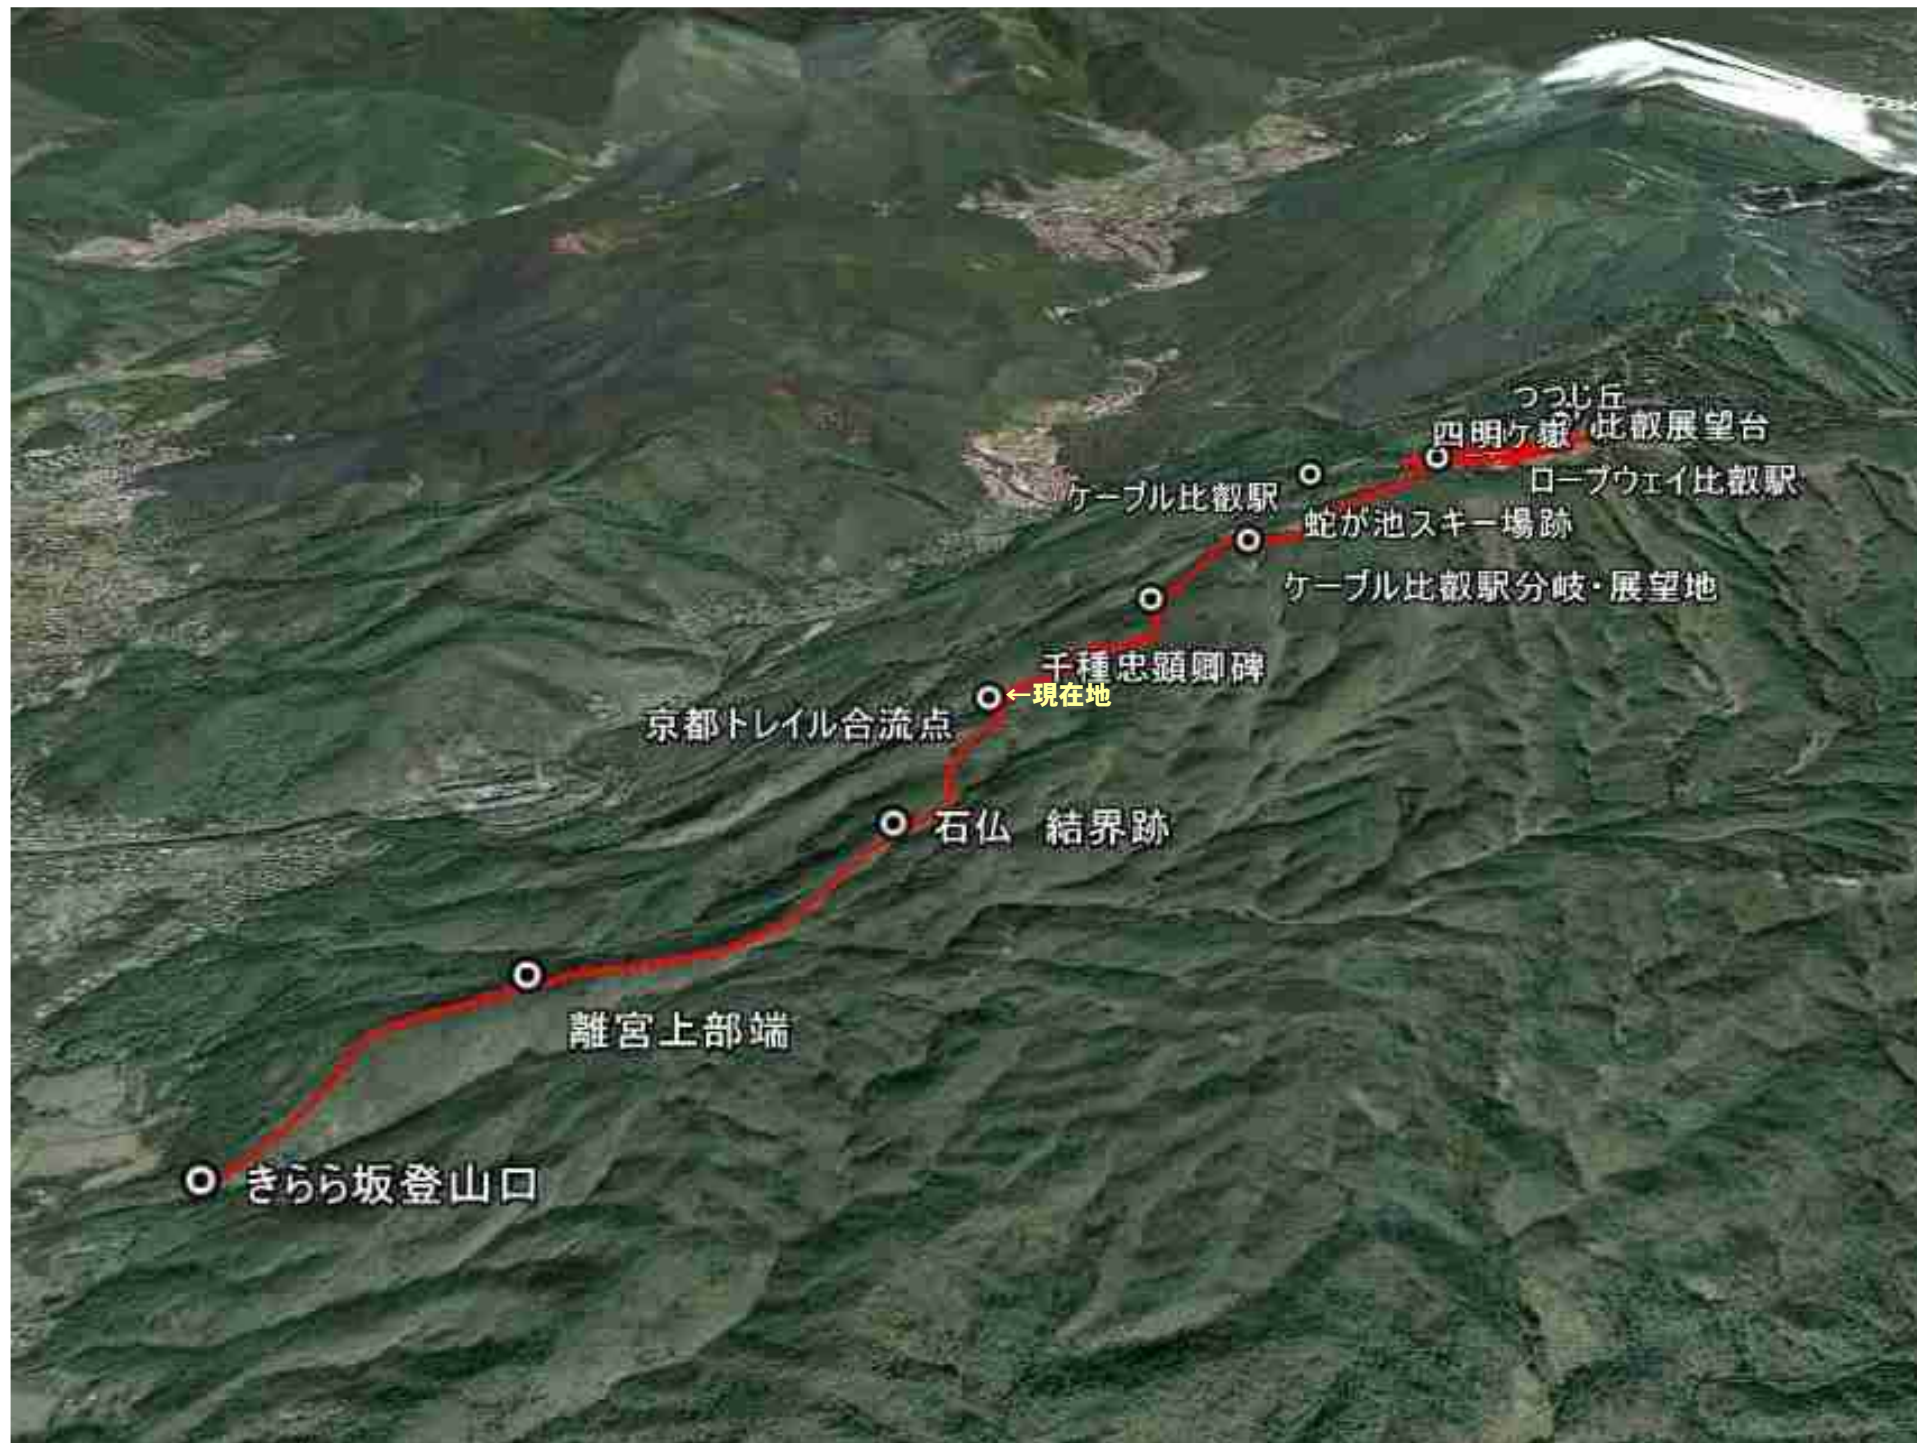 つつじ丘
四明ケ嶽
比叡展望台
ロープウェイ比叡駅
ケーブル比叡駅
蛇が池スキー場跡
ケーブル比叡駅分岐・展望地
千種忠顕卿碑
←現在地
京都トレイル合流点
石仏 結界跡
離宮上部端
きらら坂登山口